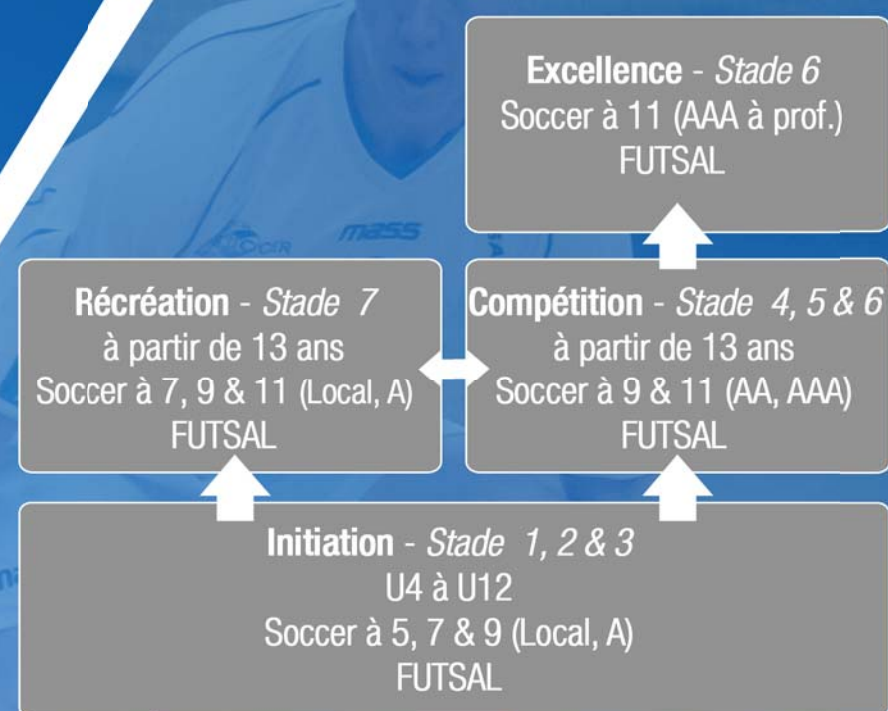 Excellence - Stade 6
Soccer à 11 (AAA à prof.)
FUTSAL
mass
Récréation - Stade 7
à partir de 13 ans
Soccer à 7, 9 & 11 (Local, A)
FUTSAL
Compétition - Stade 4, 5 & 6
à partir de 13 ans
Soccer à 9 & 11 (AA, AAA)
FUTSAL
Initiation - Stade 1, 2 & 3
U4 à U12
Soccer à 5, 7 & 9 (Local, A)
FUTSAL